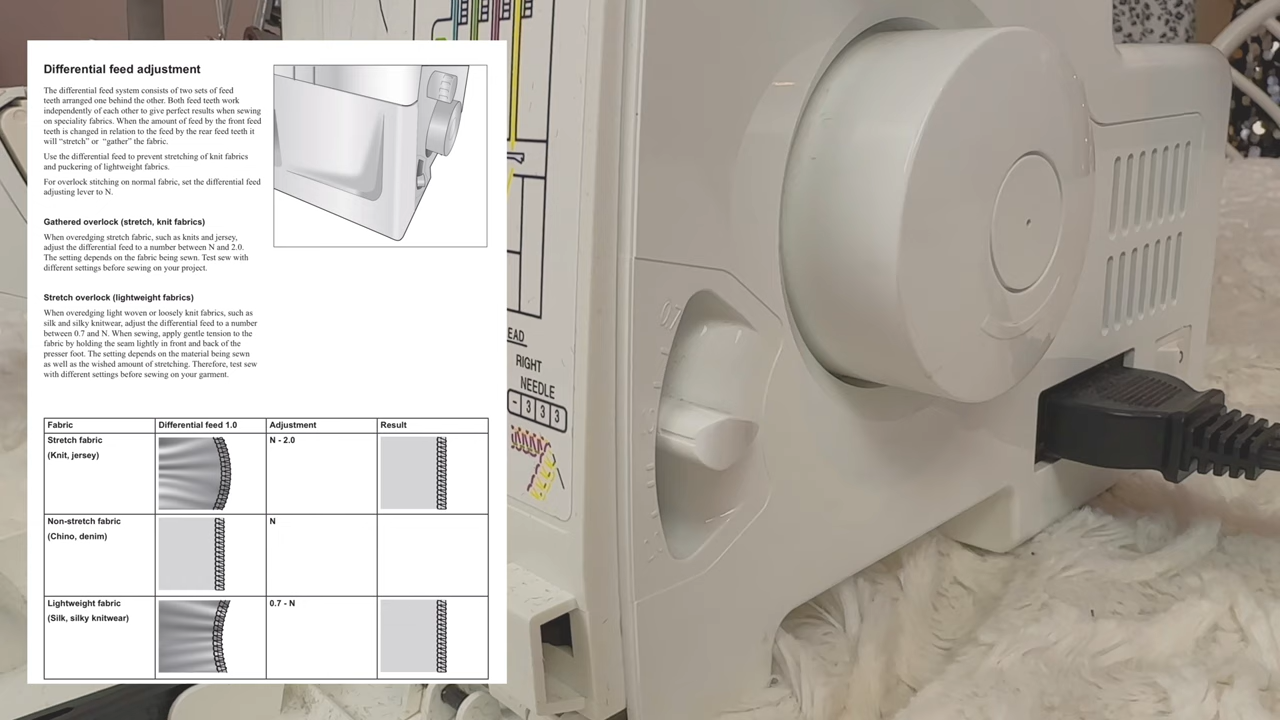 Differential feed adjustment
The differential feed system consists of two sets of feed
teeth arranged one behind the other. Both feed teeth work
independently of each other to give perfect results when sewing
on speciality fabrics. When the amount of feed by the front feed
teeth is changed in relation to the feed by the rear feed teeth it
will “stretch” or “gather” the fabric.
Use the differential feed to prevent stretching of knit fabrics
and puckering of lightweight fabrics.
For overlock stitching on normal fabric, set the differential feed
adjusting lever to N.
Gathered overlock (stretch, knit fabrics)
When overedging stretch fabric, such as knits and jersey,
adjust the differential feed to a number between N and 2.0.
The setting depends on the fabric being sewn. Test sew with
different settings before sewing on your project.
Stretch overlock (lightweight fabrics)
When overedging light woven or loosely knit fabrics, such as
silk and silky knitwear, adjust the differential feed to a number
between 0.7 and N. When sewing, apply gentle tension to the
fabric by holding the seam lightly in front and back of the
presser foot. The setting depends on the material being sewn
as well as the wished amount of stretching. Therefore, test sew
with different settings before sewing on your garment.
Fabric Differential feed 1.0 Adjustment Result
Stretch fabric N - 2.0
(Knit, jersey)
Non-stretch fabric N
(Chino, denim)
Lightweight fabric 0.7 - N
(Silk, silky knitwear)
EAD
RIGHT
NEEDLE
- 3 3 3
0.7